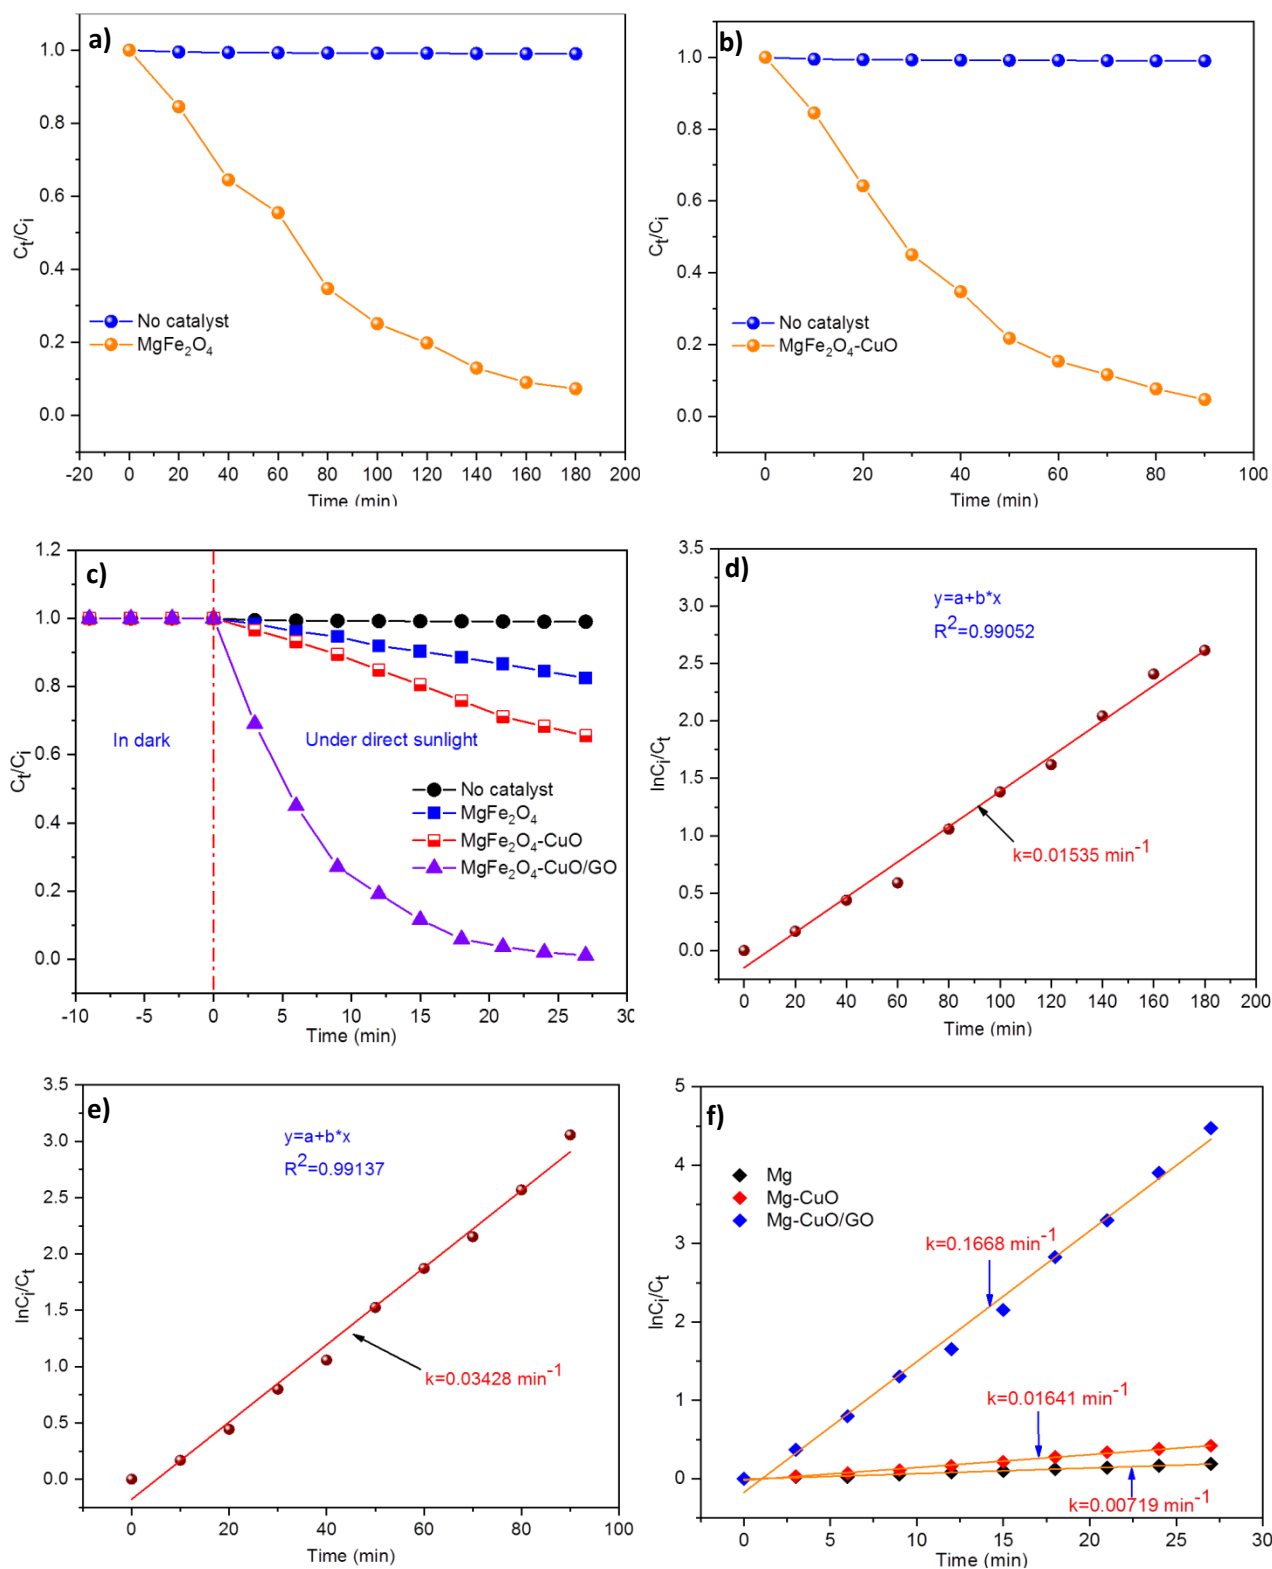 a)
1.0
0.8
0.6
0.4
0.2
0.0
Cₜ/Cᵢ
No catalyst
MgFe₂O₄
-20 0 20 40 60 80 100 120 140 160 180 200
Time (min)
b)
1.0
0.8
0.6
0.4
0.2
0.0
Cₜ/Cᵢ
No catalyst
MgFe₂O₄-CuO
0 20 40 60 80 100
Time (min)
c)
1.2
1.0
0.8
0.6
0.4
0.2
0.0
Cₜ/Cᵢ
In dark
Under direct sunlight
No catalyst
MgFe₂O₄
MgFe₂O₄-CuO
MgFe₂O₄-CuO/GO
-10 -5 0 5 10 15 20 25 30
Time (min)
d)
3.5
3.0
2.5
2.0
1.5
1.0
0.5
0.0
lnCᵢ/Cₜ
y=a+b*x
R²=0.99052
k=0.01535 min⁻¹
0 20 40 60 80 100 120 140 160 180 200
Time (min)
e)
3.5
3.0
2.5
2.0
1.5
1.0
0.5
0.0
lnCᵢ/Cₜ
y=a+b*x
R²=0.99137
k=0.03428 min⁻¹
0 20 40 60 80 100
Time (min)
f)
5
4
3
2
1
0
lnCᵢ/Cₜ
Mg
Mg-CuO
Mg-CuO/GO
k=0.1668 min⁻¹
k=0.01641 min⁻¹
k=0.00719 min⁻¹
0 5 10 15 20 25 30
Time (min)